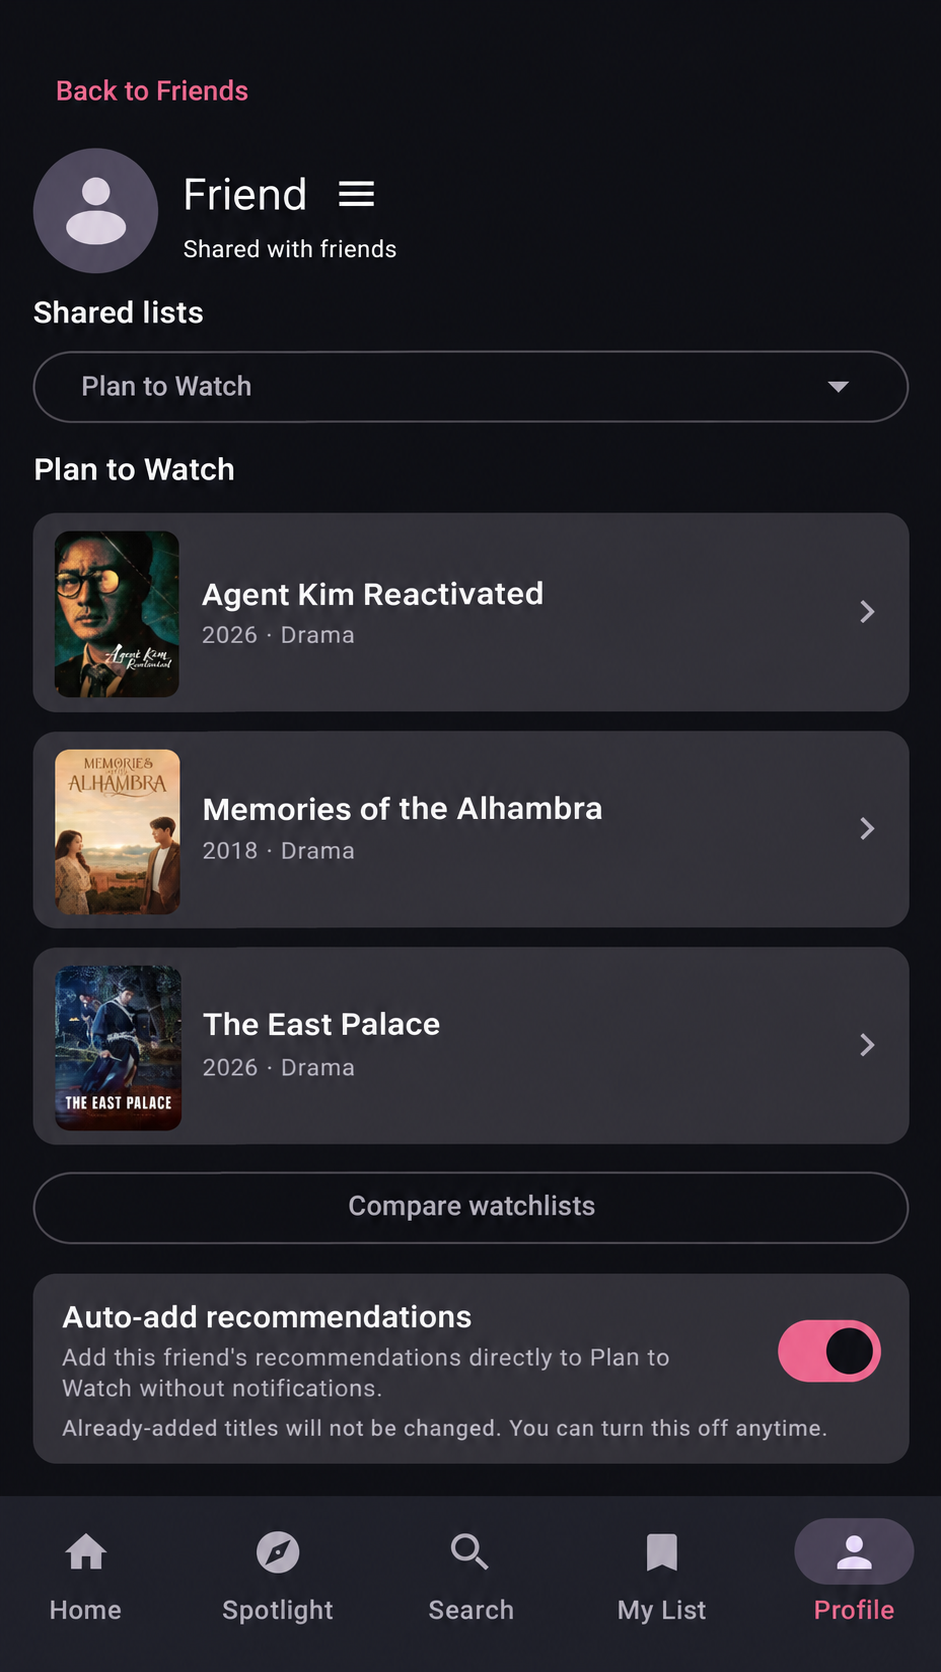 Back to Friends
Friend
Shared with friends
Shared lists
Plan to Watch
Plan to Watch
Agent Kim
Reactivated
Agent Kim Reactivated
2026 · Drama
MEMORIES
ALHAMBRA
Memories of the Alhambra
2018 · Drama
THE EAST PALACE
The East Palace
2026 · Drama
Compare watchlists
Auto-add recommendations
Add this friend's recommendations directly to Plan to
Watch without notifications.
Already-added titles will not be changed. You can turn this off anytime.
Home
Spotlight
Search
My List
Profile